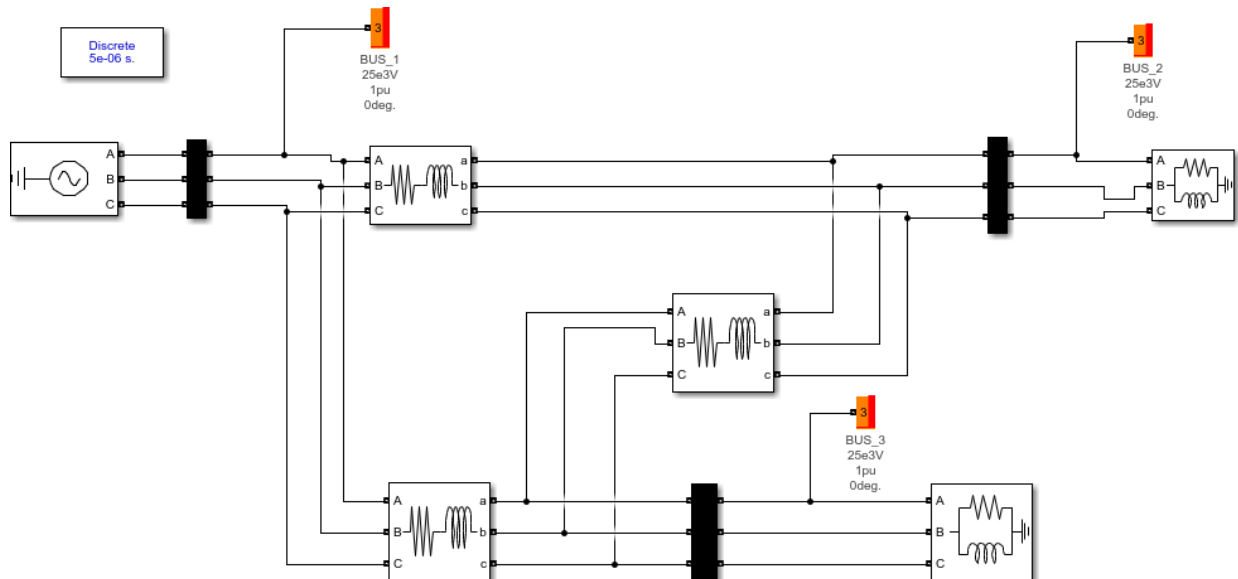 Discrete
5e-06 s.
3
BUS_1
25e3V
1pu
0deg.
3
BUS_2
25e3V
1pu
0deg.
A
B
C
A
B
C
a
b
c
A
B
C
A
B
C
a
b
c
3
BUS_3
25e3V
1pu
0deg.
A
B
C
a
b
c
A
B
C